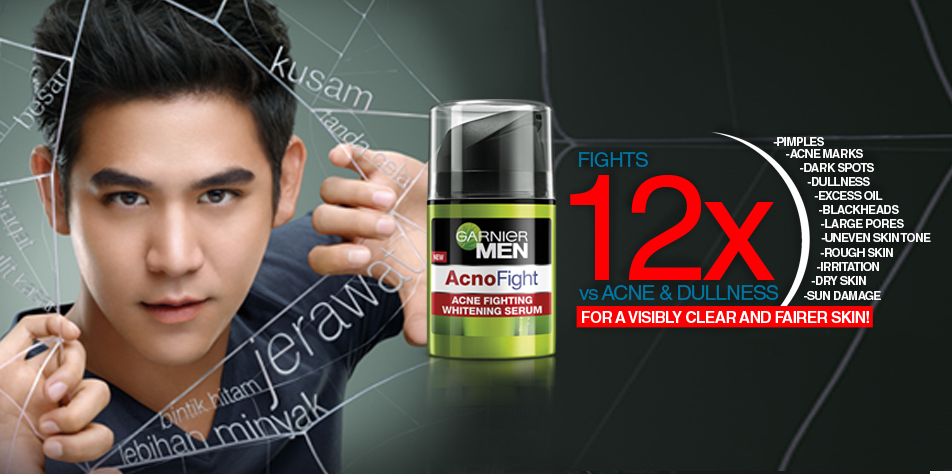 besar
kusam
tanda cela
jerawat
bintik hitam
lebihan minyak
GARNIER
MEN
NEW
AcnoFight
ACNE FIGHTING
WHITENING SERUM
FIGHTS
12x
vs ACNE & DULLNESS
FOR A VISIBLY CLEAR AND FAIRER SKIN!
-PIMPLES
-ACNE MARKS
-DARK SPOTS
-DULLNESS
-EXCESS OIL
-BLACKHEADS
-LARGE PORES
-UNEVEN SKINTONE
-ROUGH SKIN
-IRRITATION
-DRY SKIN
-SUN DAMAGE